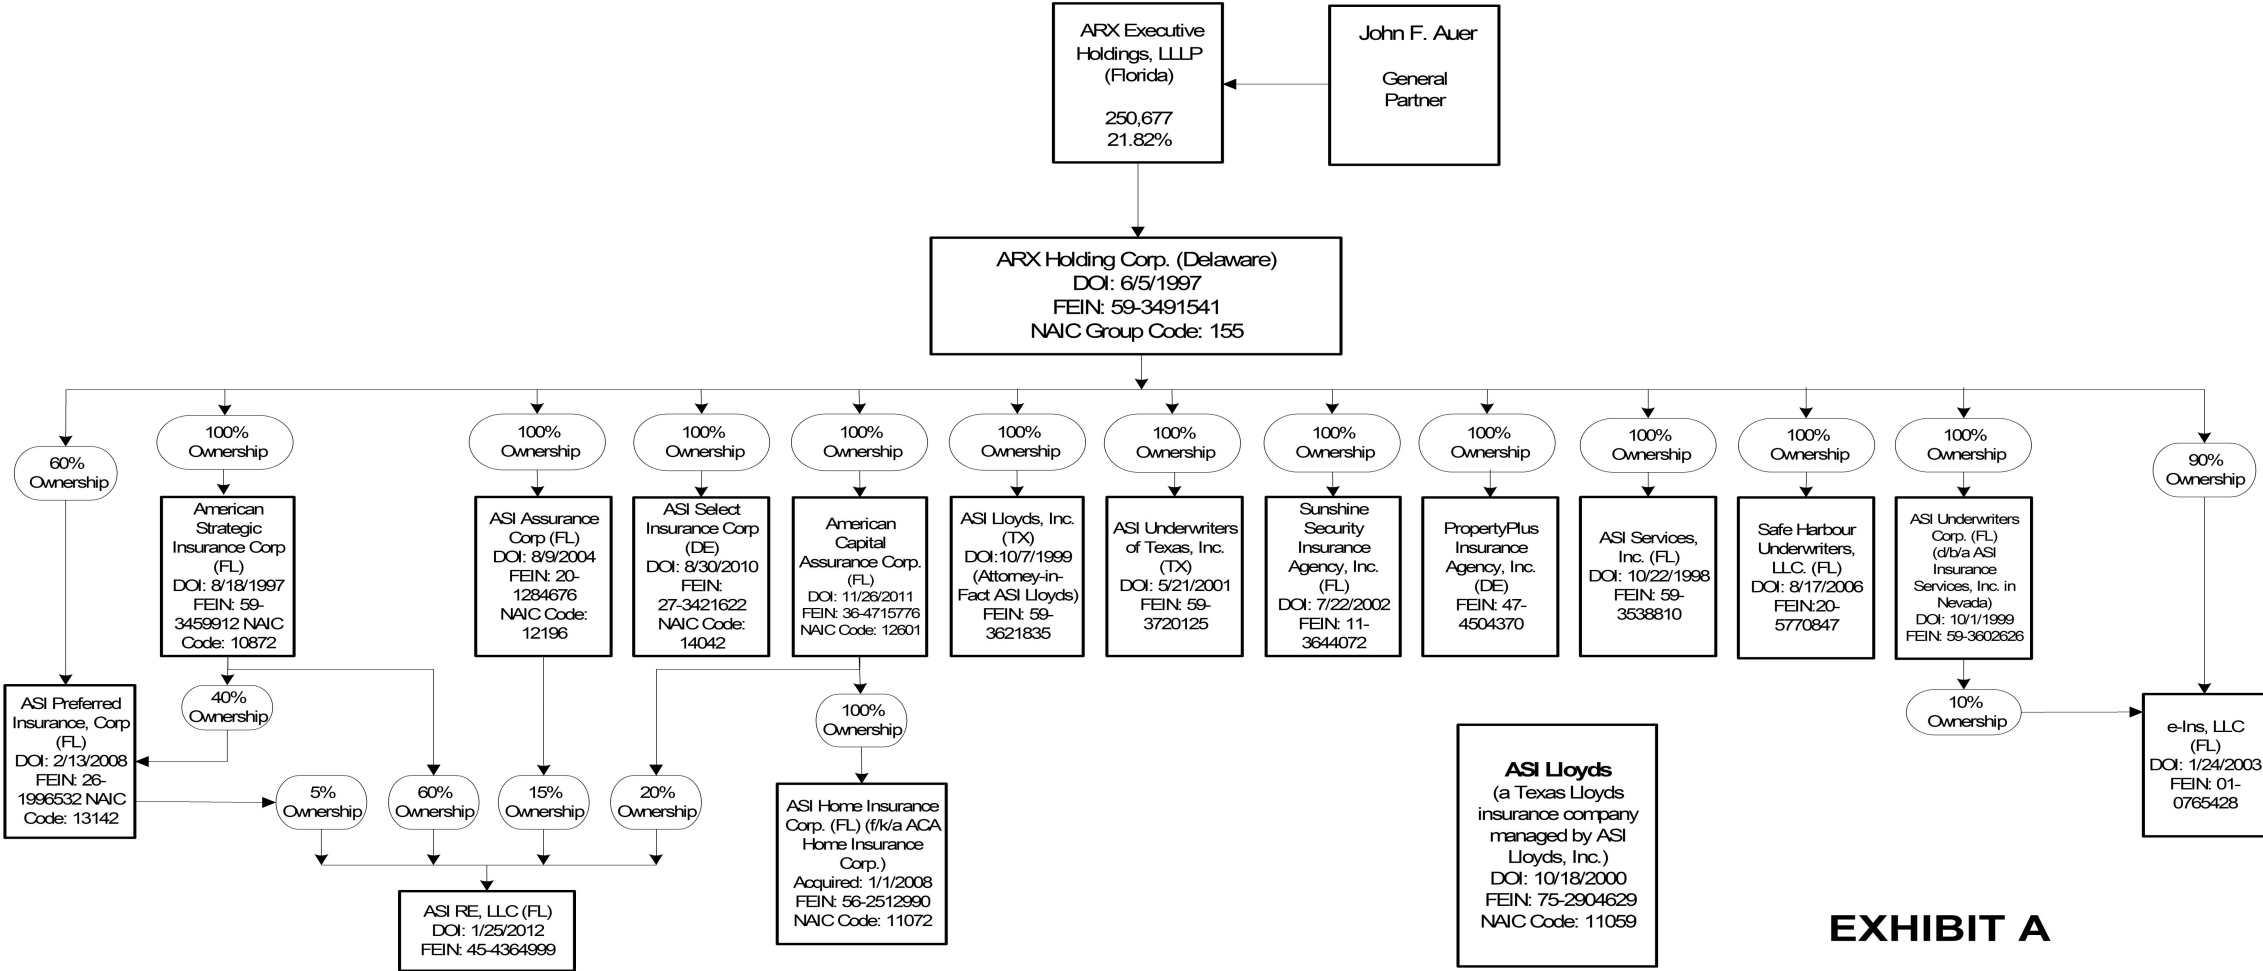 ARX Executive
Holdings, LLLP
(Florida)
250,677
21.82%
John F. Auer
General
Partner
ARX Holding Corp. (Delaware)
DOI: 6/5/1997
FEIN: 59-3491541
NAIC Group Code: 155
60%
Ownership
100%
Ownership
100%
Ownership
100%
Ownership
100%
Ownership
100%
Ownership
100%
Ownership
100%
Ownership
100%
Ownership
100%
Ownership
100%
Ownership
100%
Ownership
90%
Ownership
American
Strategic
Insurance Corp
(FL)
DOI: 8/18/1997
FEIN: 59-
3459912 NAIC
Code: 10872
ASI Assurance
Corp (FL)
DOI: 8/9/2004
FEIN: 20-
1284676
NAIC Code:
12196
ASI Select
Insurance Corp
(DE)
DOI: 8/30/2010
FEIN:
27-3421622
NAIC Code:
14042
American
Capital
Assurance Corp.
(FL)
DOI: 11/26/2011
FEIN: 36-4715776
NAIC Code: 12601
ASI Lloyds, Inc.
(TX)
DOI:10/7/1999
(Attorney-in-
Fact ASI Lloyds)
FEIN: 59-
3621835
ASI Underwriters
of Texas, Inc.
(TX)
DOI: 5/21/2001
FEIN: 59-
3720125
Sunshine
Security
Insurance
Agency, Inc.
(FL)
DOI: 7/22/2002
FEIN: 11-
3644072
PropertyPlus
Insurance
Agency, Inc.
(DE)
FEIN: 47-
4504370
ASI Services,
Inc. (FL)
DOI: 10/22/1998
FEIN: 59-
3538810
Safe Harbour
Underwriters,
LLC. (FL)
DOI: 8/17/2006
FEIN:20-
5770847
ASI Underwriters
Corp. (FL)
(d/b/a ASI
Insurance
Services, Inc. in
Nevada)
DOI: 10/1/1999
FEIN: 59-3602626
ASI Preferred
Insurance, Corp
(FL)
DOI: 2/13/2008
FEIN: 26-
1996532 NAIC
Code: 13142
40%
Ownership
100%
Ownership
10%
Ownership
e-Ins, LLC
(FL)
DOI: 1/24/2003
FEIN: 01-
0765428
5%
Ownership
60%
Ownership
15%
Ownership
20%
Ownership
ASI Home Insurance
Corp. (FL) (f/k/a ACA
Home Insurance
Corp.)
Acquired: 1/1/2008
FEIN: 56-2512990
NAIC Code: 11072
ASI Lloyds
(a Texas Lloyds
insurance company
managed by ASI
Lloyds, Inc.)
DOI: 10/18/2000
FEIN: 75-2904629
NAIC Code: 11059
ASI RE, LLC (FL)
DOI: 1/25/2012
FEIN: 45-4364999
EXHIBIT A